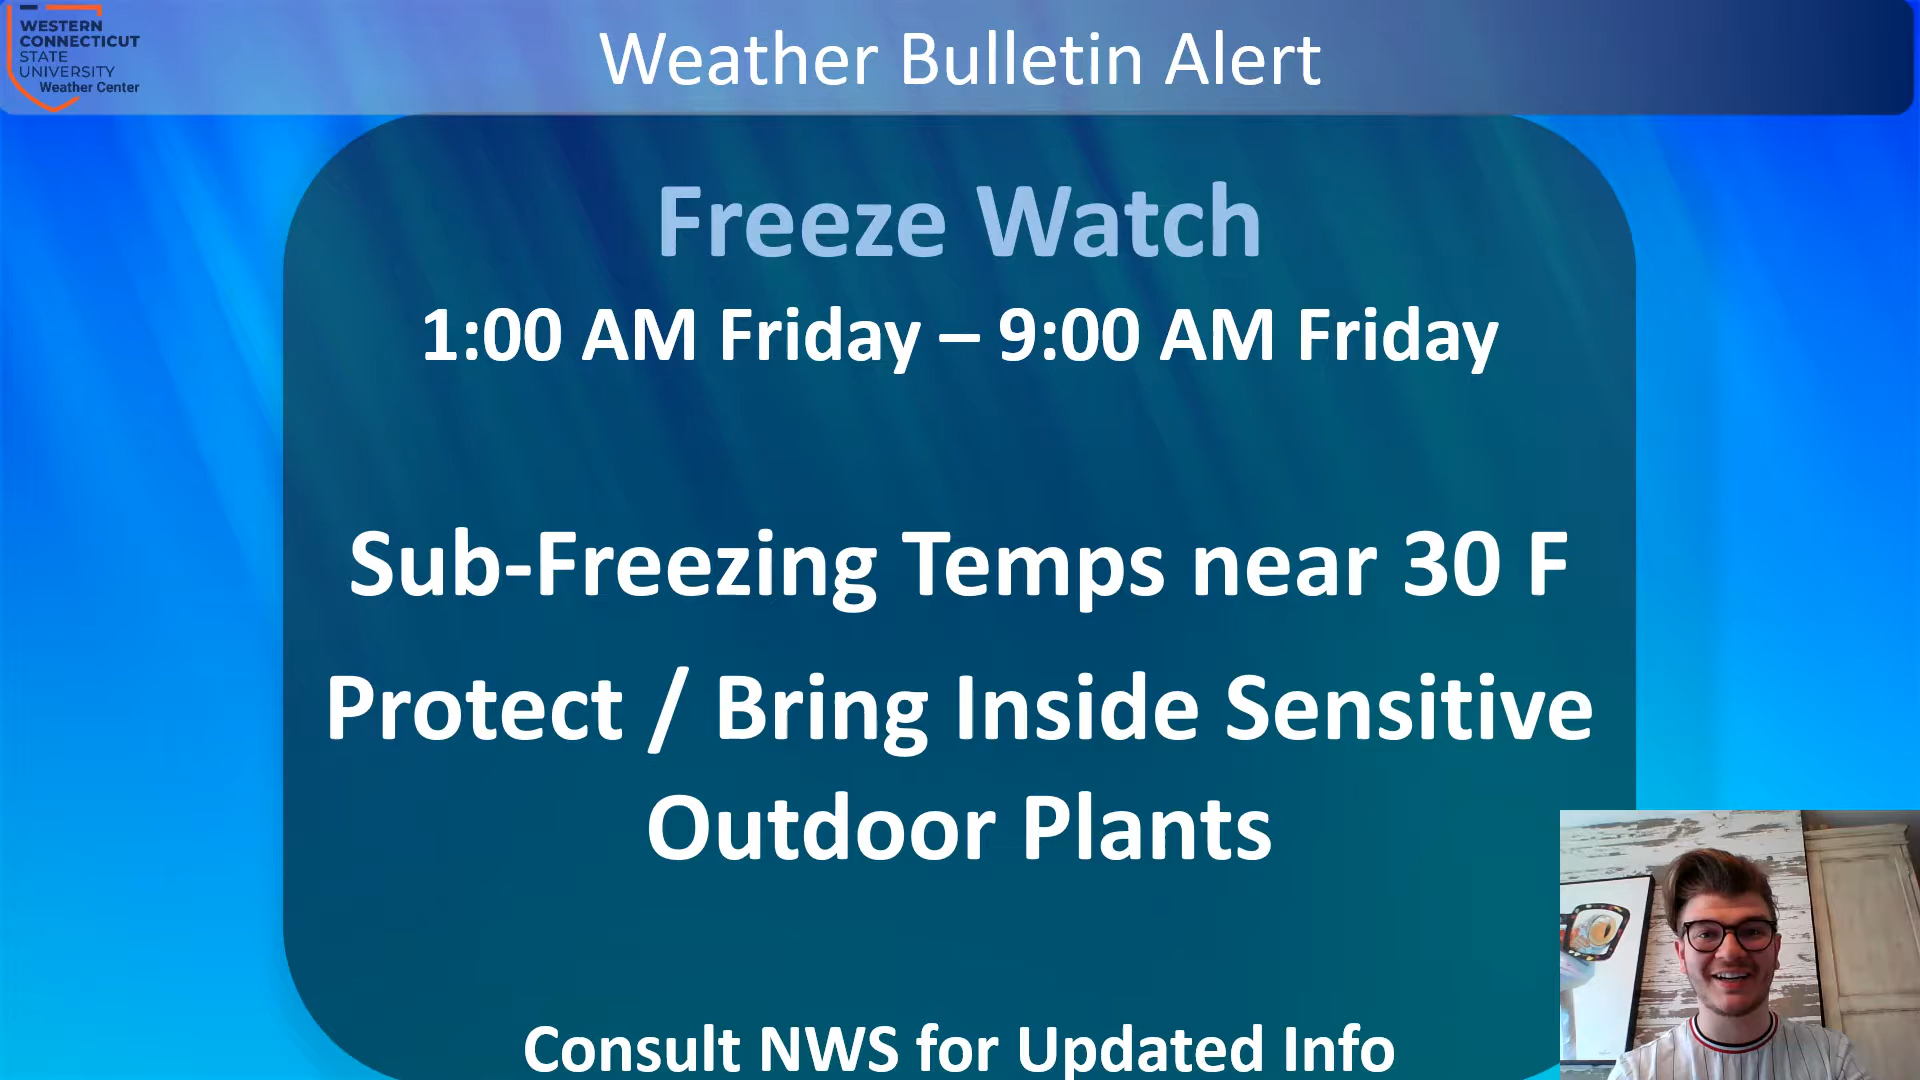 WESTERN
CONNECTICUT
STATE
UNIVERSITY
Weather Center
Weather Bulletin Alert
Freeze Watch
1:00 AM Friday – 9:00 AM Friday
Sub-Freezing Temps near 30 F
Protect / Bring Inside Sensitive
Outdoor Plants
Consult NWS for Updated Info